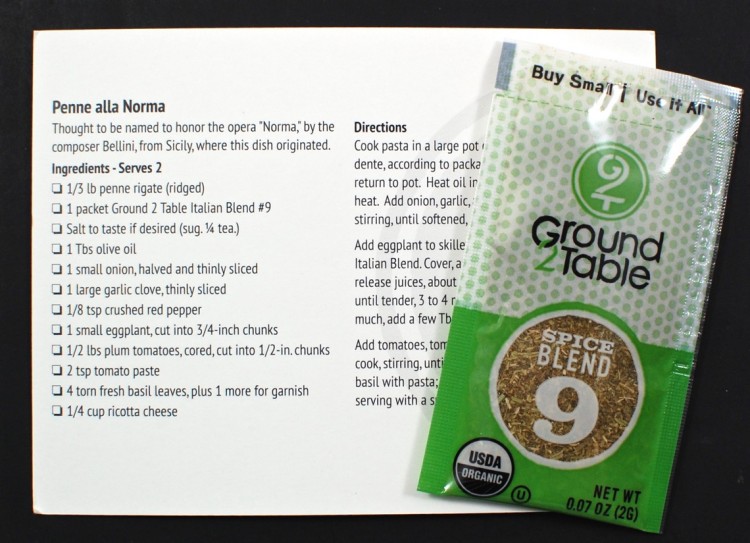 Penne alla Norma
Thought to be named to honor the opera "Norma," by the
composer Bellini, from Sicily, where this dish originated.
Ingredients - Serves 2
1/3 lb penne rigate (ridged)
1 packet Ground 2 Table Italian Blend #9
Salt to taste if desired (sug. ¼ tea.)
1 Tbs olive oil
1 small onion, halved and thinly sliced
1 large garlic clove, thinly sliced
1/8 tsp crushed red pepper
1 small eggplant, cut into 3/4-inch chunks
1/2 lbs plum tomatoes, cored, cut into 1/2-in. chunks
2 tsp tomato paste
4 torn fresh basil leaves, plus 1 more for garnish
1/4 cup ricotta cheese
Directions
Cook pasta in a large pot
dente, according to
return to pot. Heat oil in
heat. Add onion, garlic,
stirring, until softened,
Add eggplant to
Italian Blend. Cover,
release juices, about
until tender, 3 to 4
much, add a few
Add tomatoes,
cook, stirring,
basil with pasta;
serving with a
Buy Small | Use it All
2
Ground
2Table
SPICE
BLEND
9
USDA
ORGANIC
U
NET WT
0.07 OZ (2G)